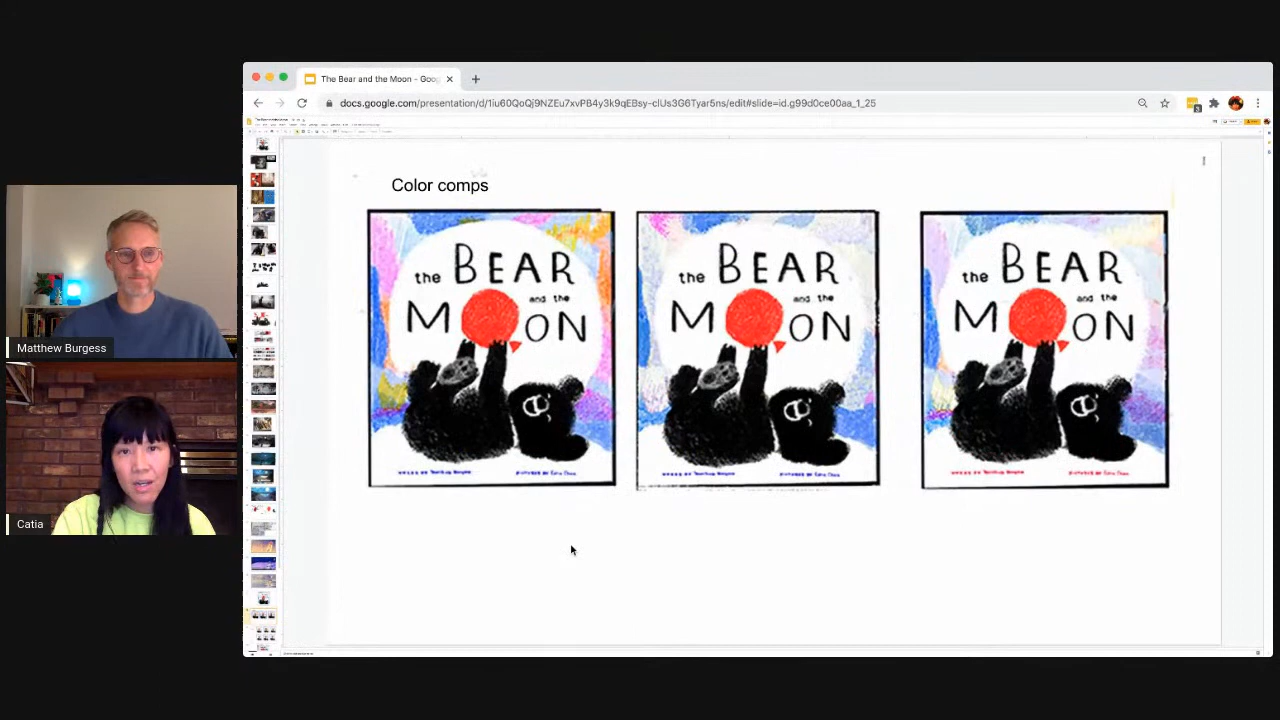 The Bear and the Moon - Goog
docs.google.com/presentation/d/1iu60QoQj9NZEu7xvPB4y3k9qEBsy-clUs3G6Tyar5ns/edit#slide=id.g99d0ce00aa_1_25
Color comps
the BEAR
and the
MOON
the BEAR
and the
MOON
the BEAR
and the
MOON
Matthew Burgess
Catia